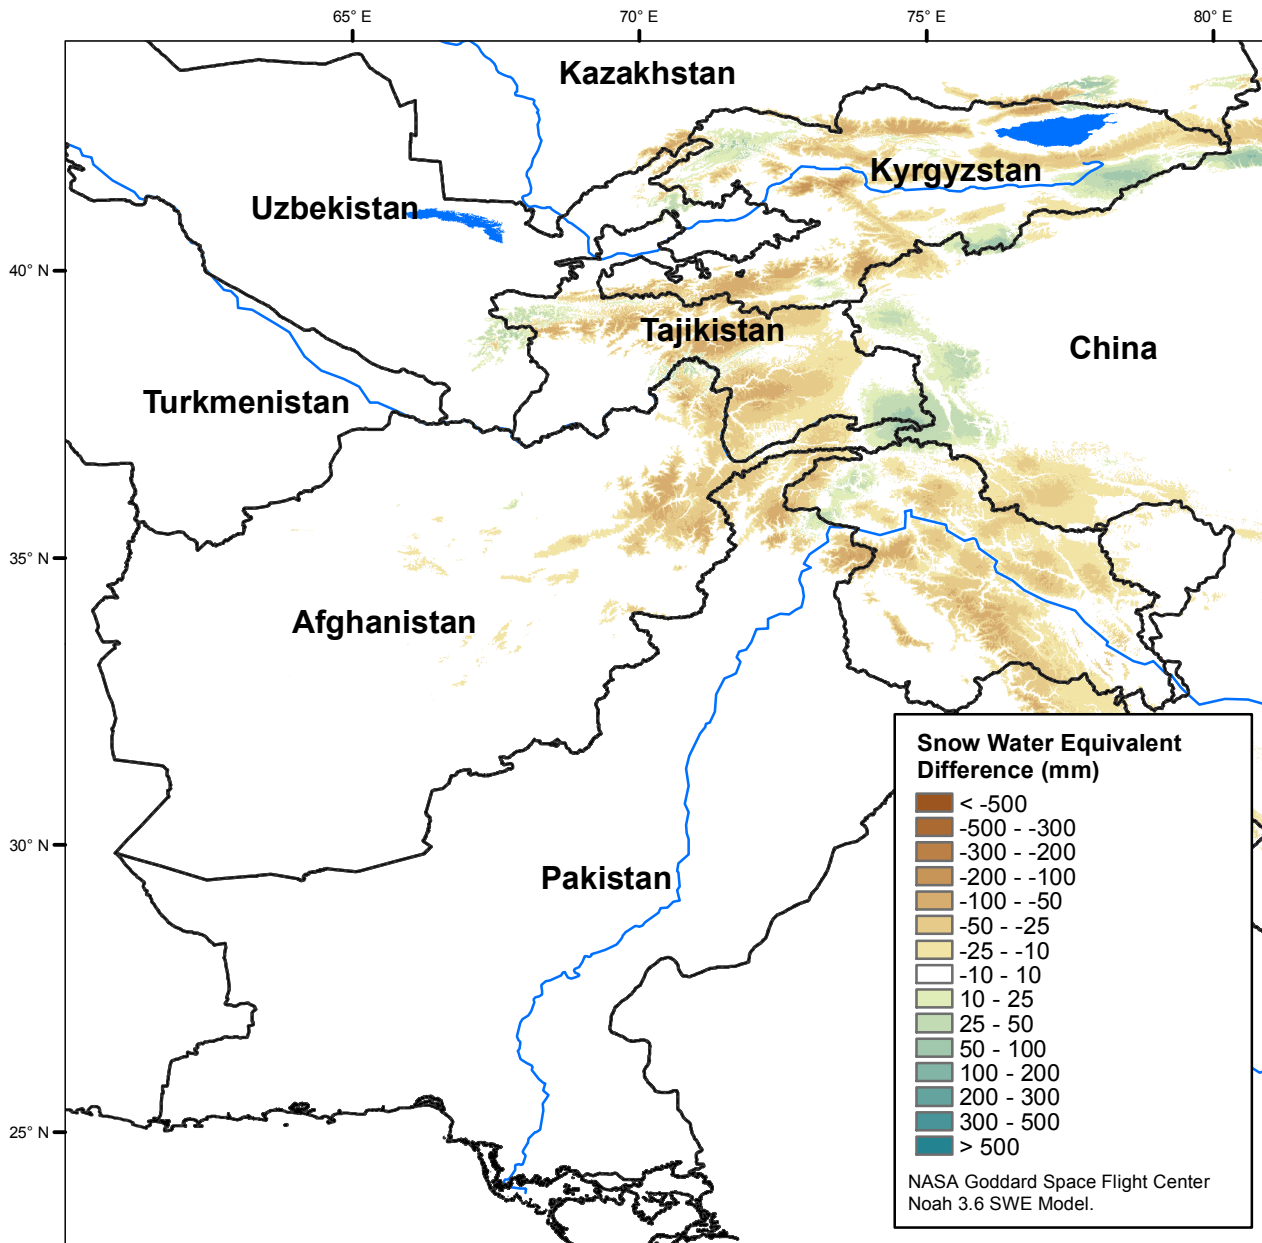 65° E
70° E
75° E
80° E
Kazakhstan
Kyrgyzstan
Uzbekistan
40° N
Tajikistan
China
Turkmenistan
35° N
Afghanistan
30° N
Pakistan
25° N
Snow Water Equivalent
Difference (mm)
< -500
-500 - -300
-300 - -200
-200 - -100
-100 - -50
-50 - -25
-25 - -10
-10 - 10
10 - 25
25 - 50
50 - 100
100 - 200
200 - 300
300 - 500
> 500
NASA Goddard Space Flight Center
Noah 3.6 SWE Model.